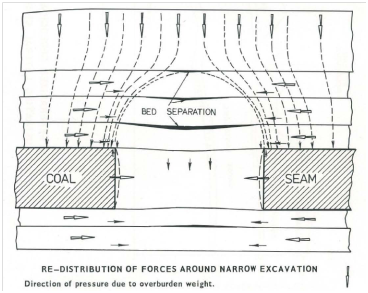 BED SEPARATION
COAL SEAM
RE-DISTRIBUTION OF FORCES AROUND NARROW EXCAVATION
Direction of pressure due to overburden weight.